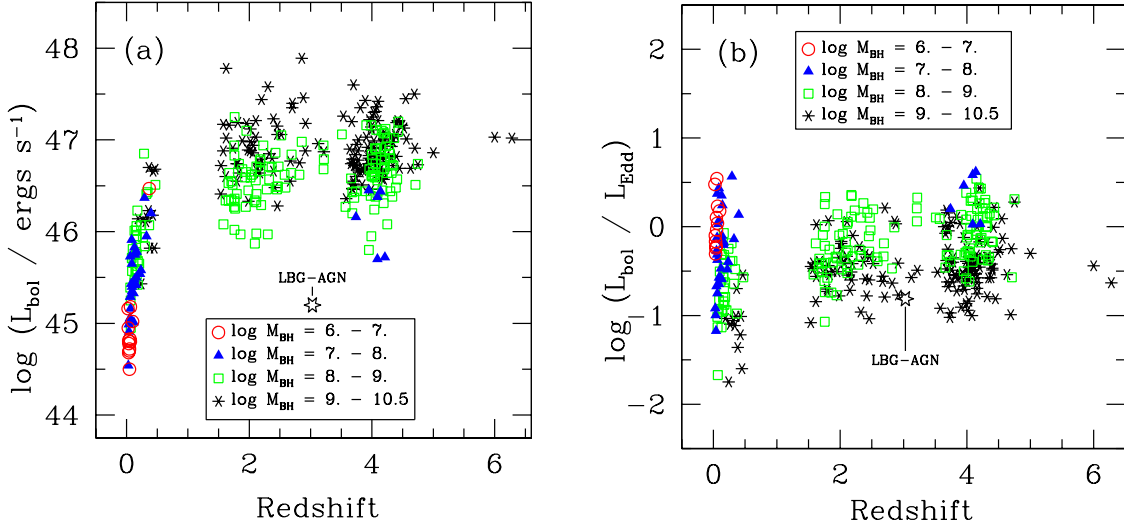 (a)
48
47
46
45
44
log (L_bol / ergs s⁻¹)
LBG-AGN
log M_BH = 6. - 7.
log M_BH = 7. - 8.
log M_BH = 8. - 9.
log M_BH = 9. - 10.5
0 2 4 6
Redshift
(b)
2
1
0
-1
-2
log (L_bol / L_Edd)
log M_BH = 6. - 7.
log M_BH = 7. - 8.
log M_BH = 8. - 9.
log M_BH = 9. - 10.5
LBG-AGN
0 2 4 6
Redshift